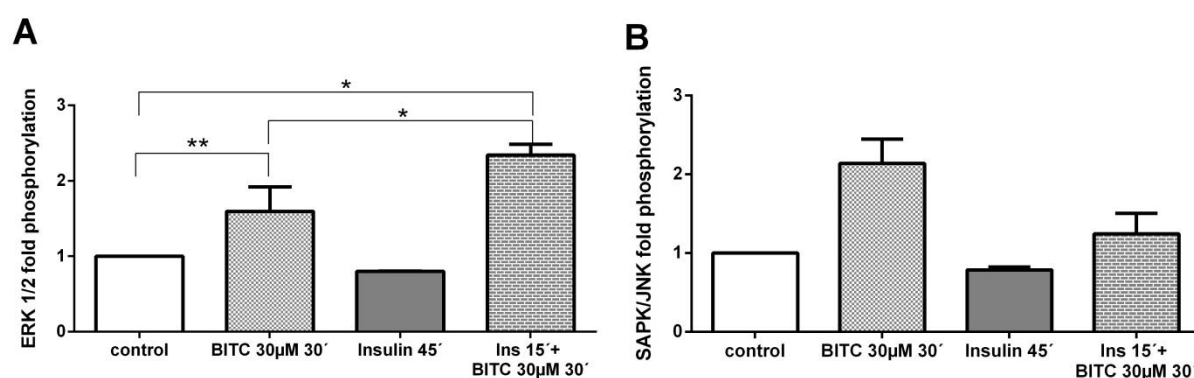 A
ERK 1/2 fold phosphorylation
3
2
1
0
*
*
**
control
BITC 30µM 30´
Insulin 45´
Ins 15´+
BITC 30µM 30´
B
SAPK/JNK fold phosphorylation
3
2
1
0
control
BITC 30µM 30´
Insulin 45´
Ins 15´+
BITC 30µM 30´